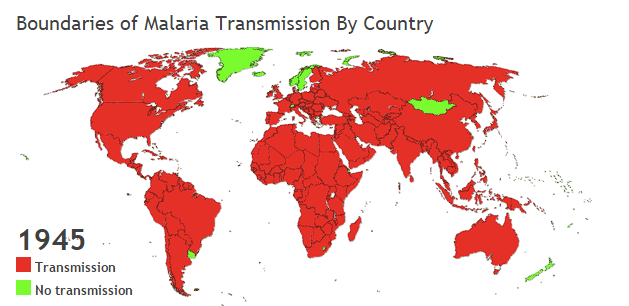 Boundaries of Malaria Transmission By Country
1945
Transmission
No transmission